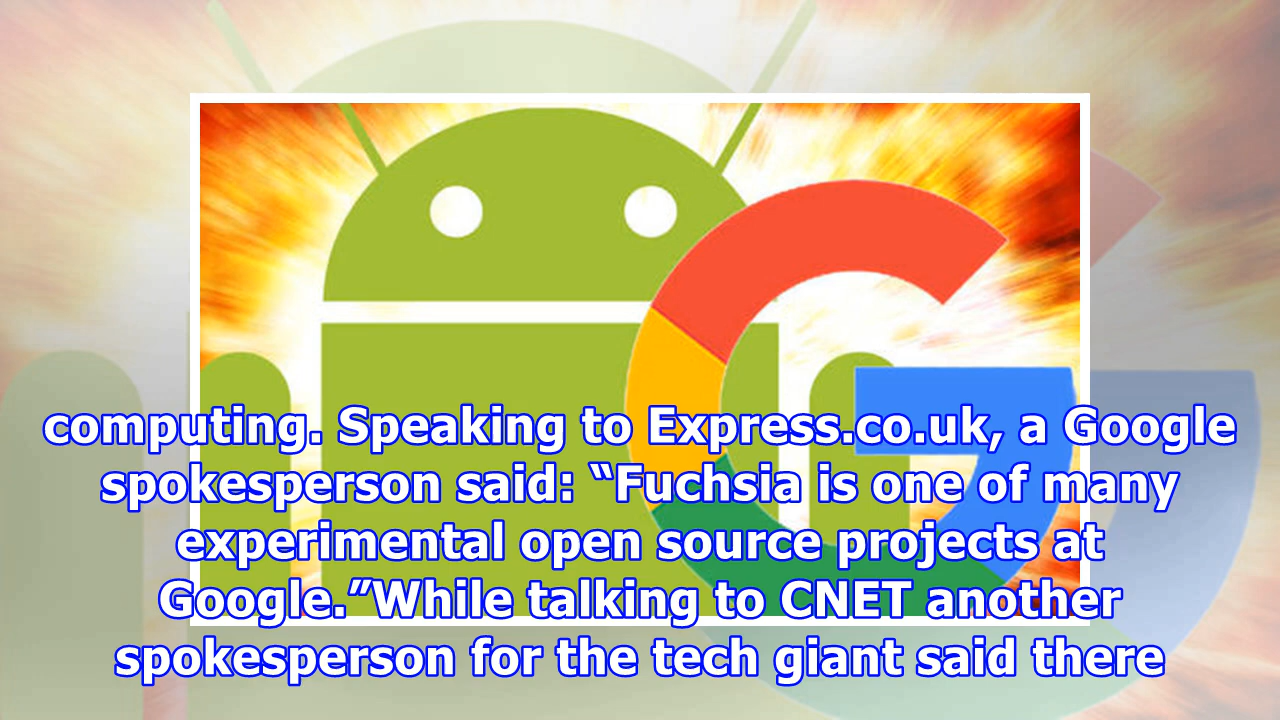 computing. Speaking to Express.co.uk, a Google
spokesperson said: “Fuchsia is one of many
experimental open source projects at
Google.”While talking to CNET another
spokesperson for the tech giant said there